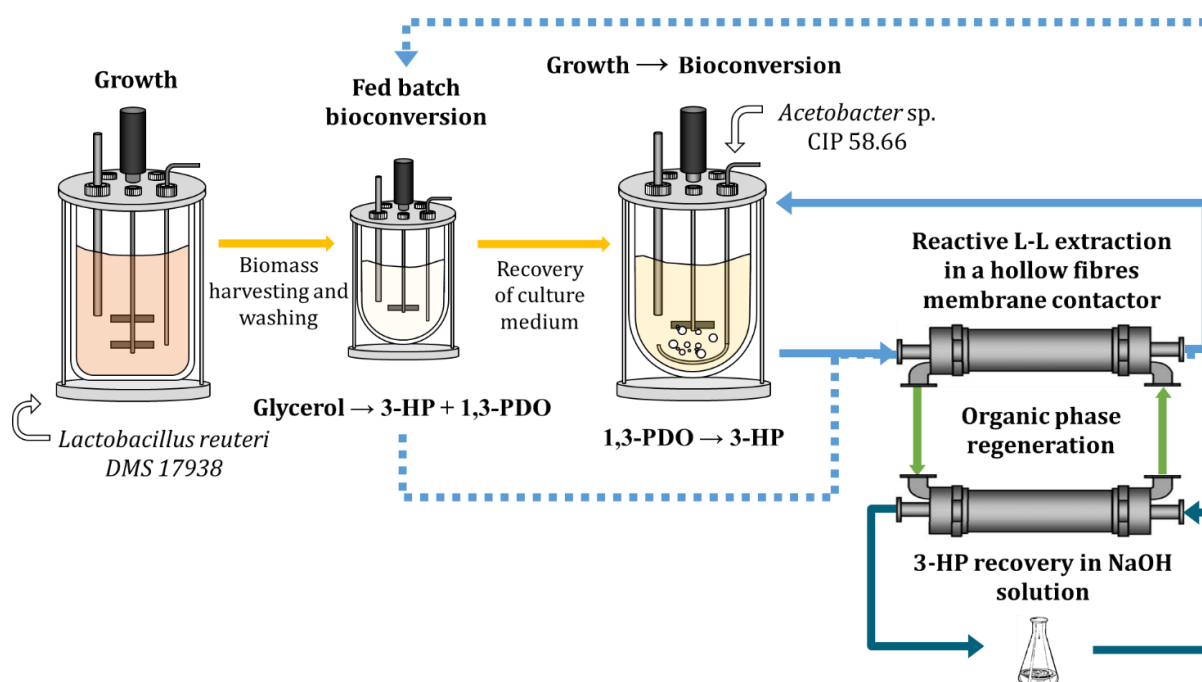 Growth
Fed batch
bioconversion
Growth → Bioconversion
Acetobacter sp.
CIP 58.66
Biomass
harvesting and
washing
Recovery
of culture
medium
Reactive L-L extraction
in a hollow fibres
membrane contactor
Lactobacillus reuteri
DMS 17938
Glycerol → 3-HP + 1,3-PDO
1,3-PDO → 3-HP
Organic phase
regeneration
3-HP recovery in NaOH
solution